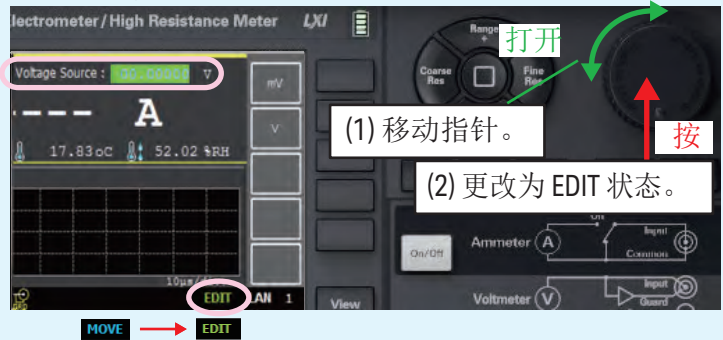 lectrometer / High Resistance Meter LXI
Range
+
打开
Coarse
Res
Fine
Res
Voltage Source : ▽
mV
V
---- A
17.83oC 52.02 %RH
(1) 移动指针。
按
(2) 更改为 EDIT 状态。
On/Off
Ammeter A
Input
Common
10μs/
EDIT LAN 1
View
Voltmeter V
Input
Guard
MOVE → EDIT